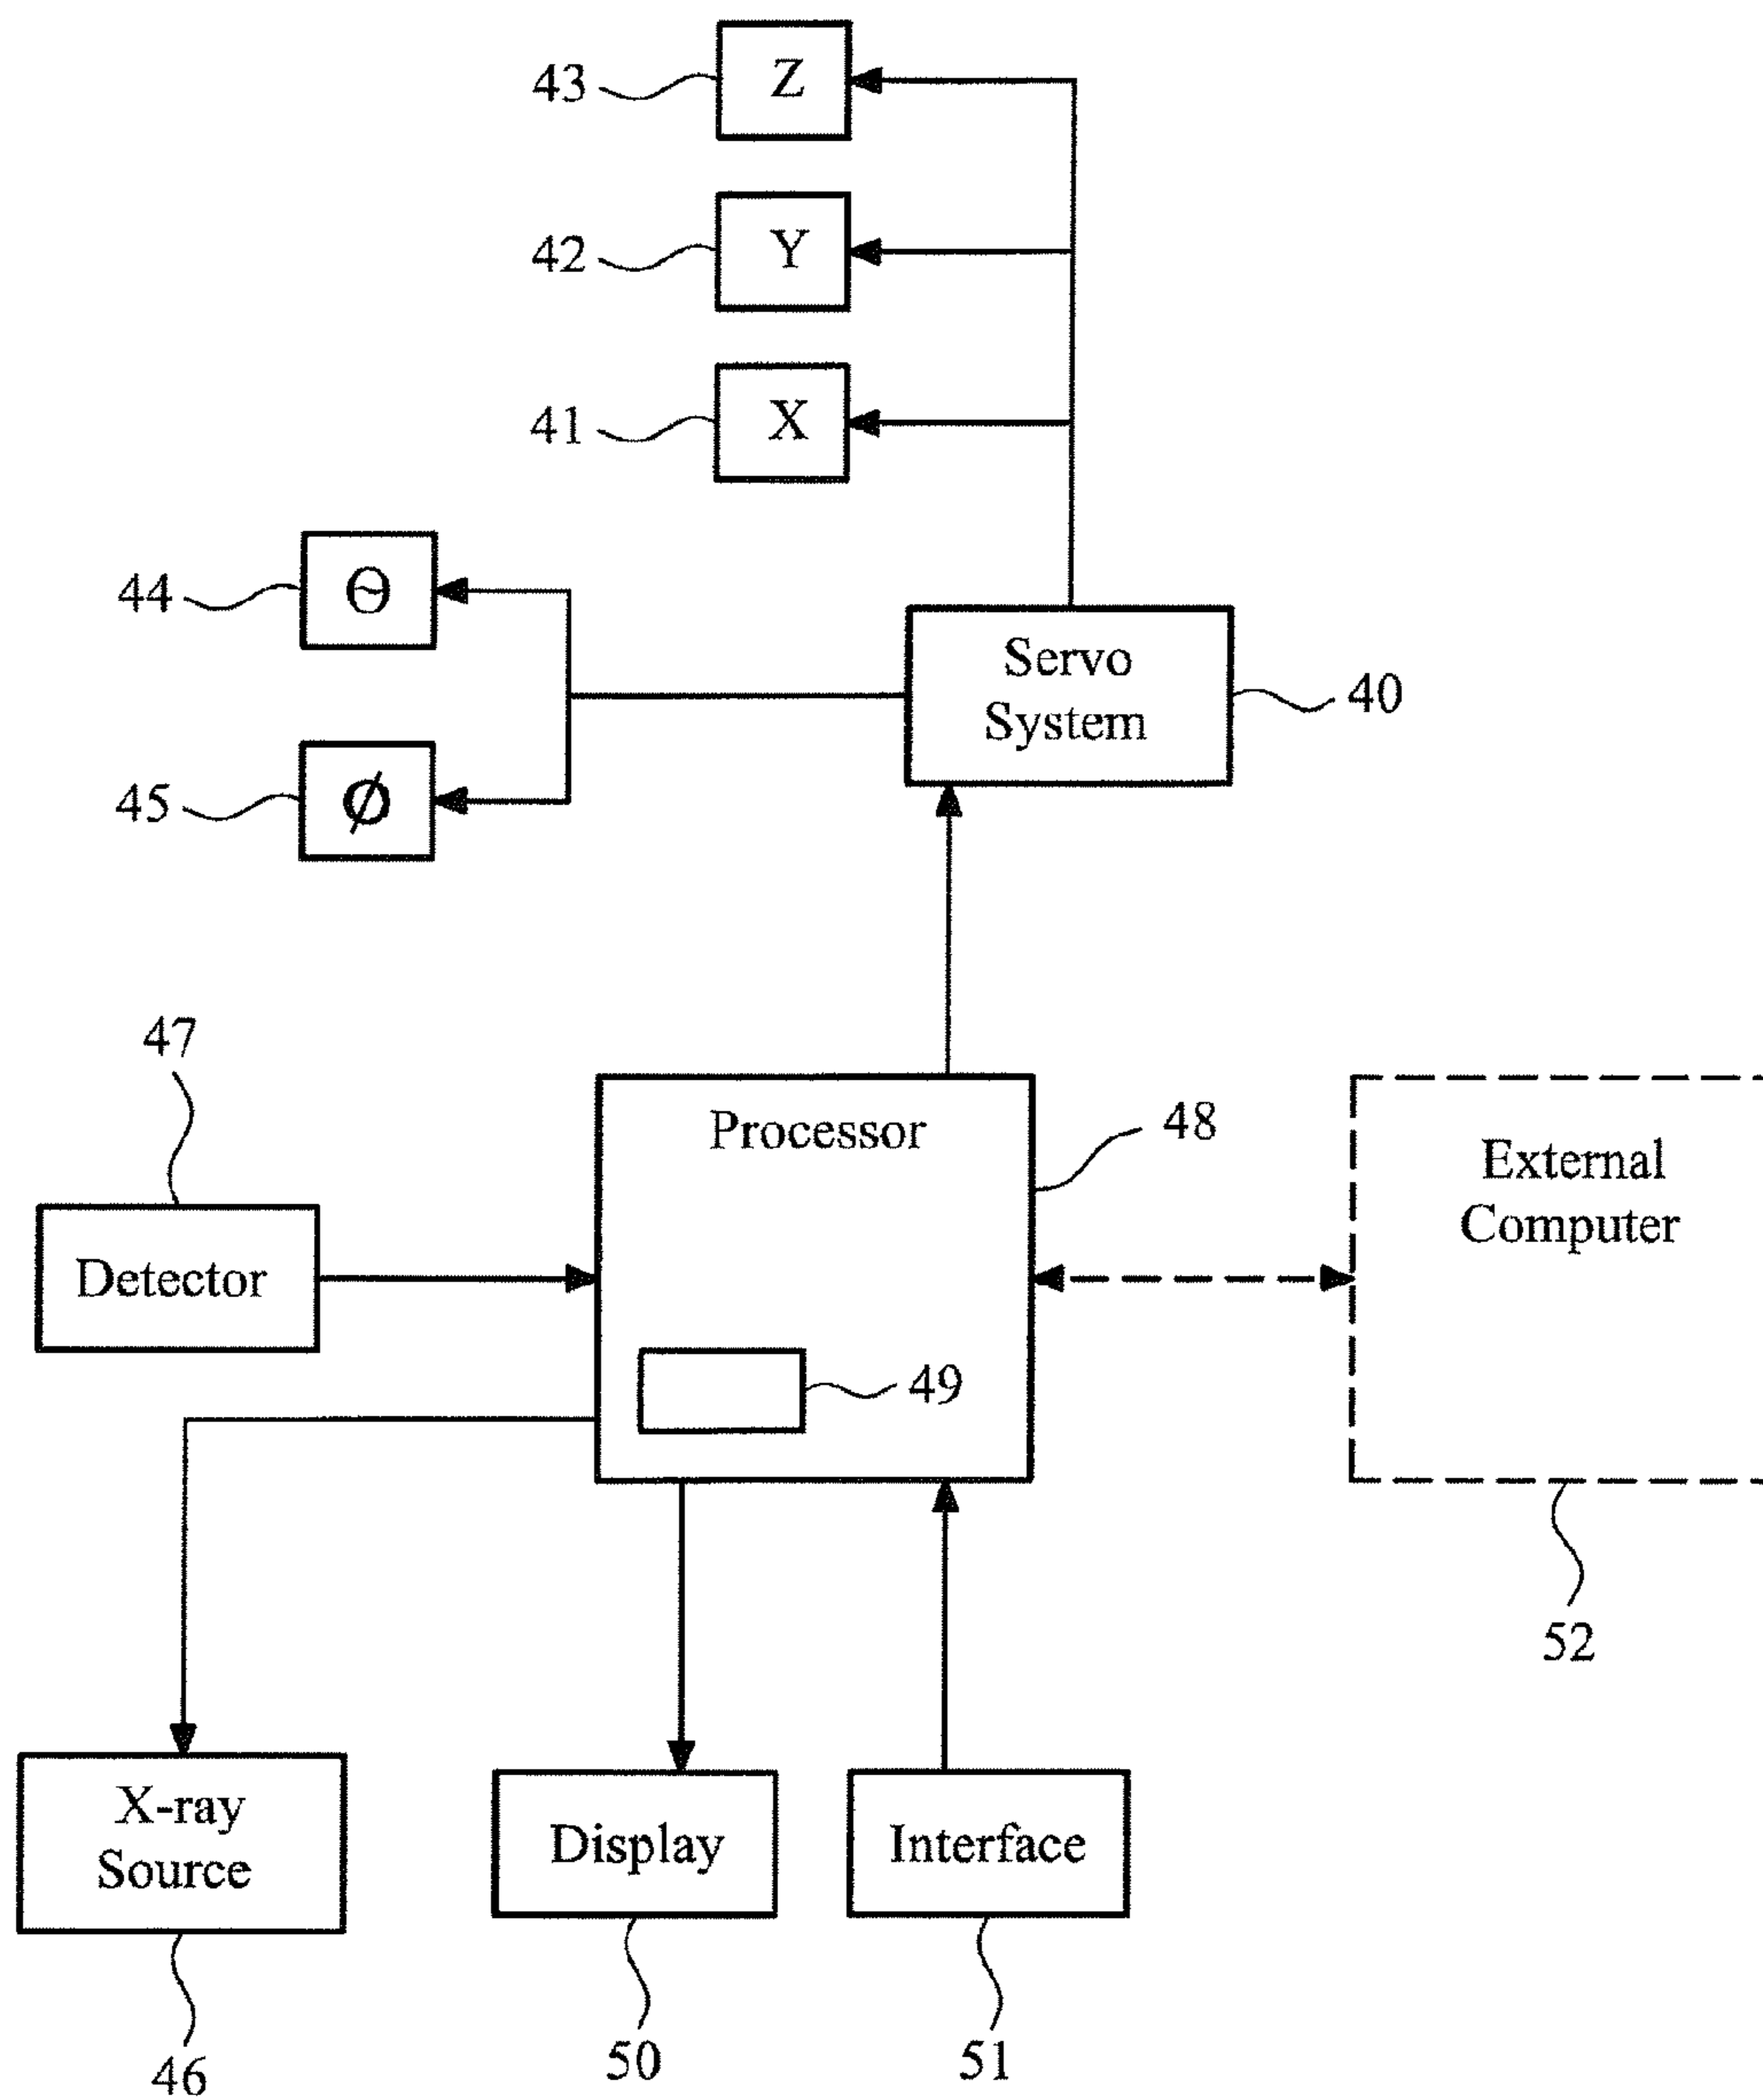 43
Z
42
Y
41
X
44
Θ
45
ϕ
Servo
System
40
47
Processor
48
External
Computer
Detector
49
52
X-ray
Source
Display
Interface
46
50
51